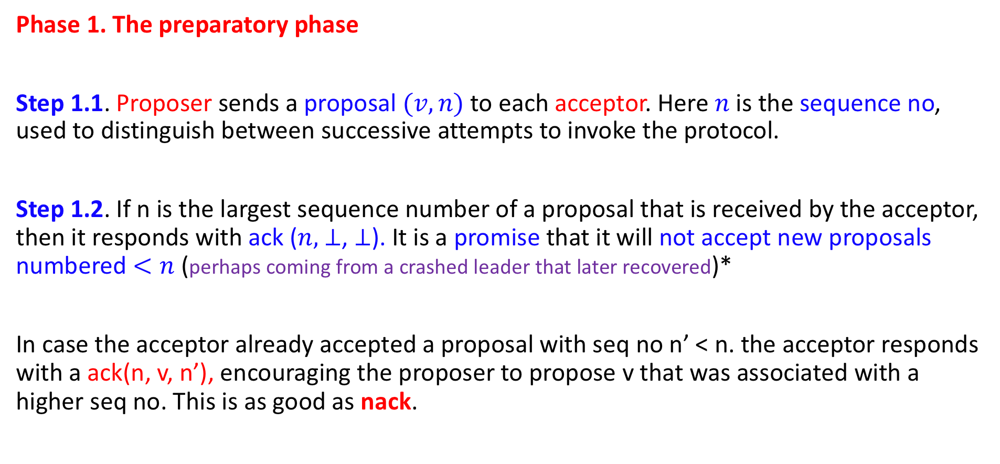 Phase 1. The preparatory phase
Step 1.1. Proposer sends a proposal (v, n) to each acceptor. Here n is the sequence no,
used to distinguish between successive attempts to invoke the protocol.
Step 1.2. If n is the largest sequence number of a proposal that is received by the acceptor,
then it responds with ack (n, ⊥, ⊥). It is a promise that it will not accept new proposals
numbered < n (perhaps coming from a crashed leader that later recovered)*
In case the acceptor already accepted a proposal with seq no n’ < n. the acceptor responds
with a ack(n, v, n’), encouraging the proposer to propose v that was associated with a
higher seq no. This is as good as nack.